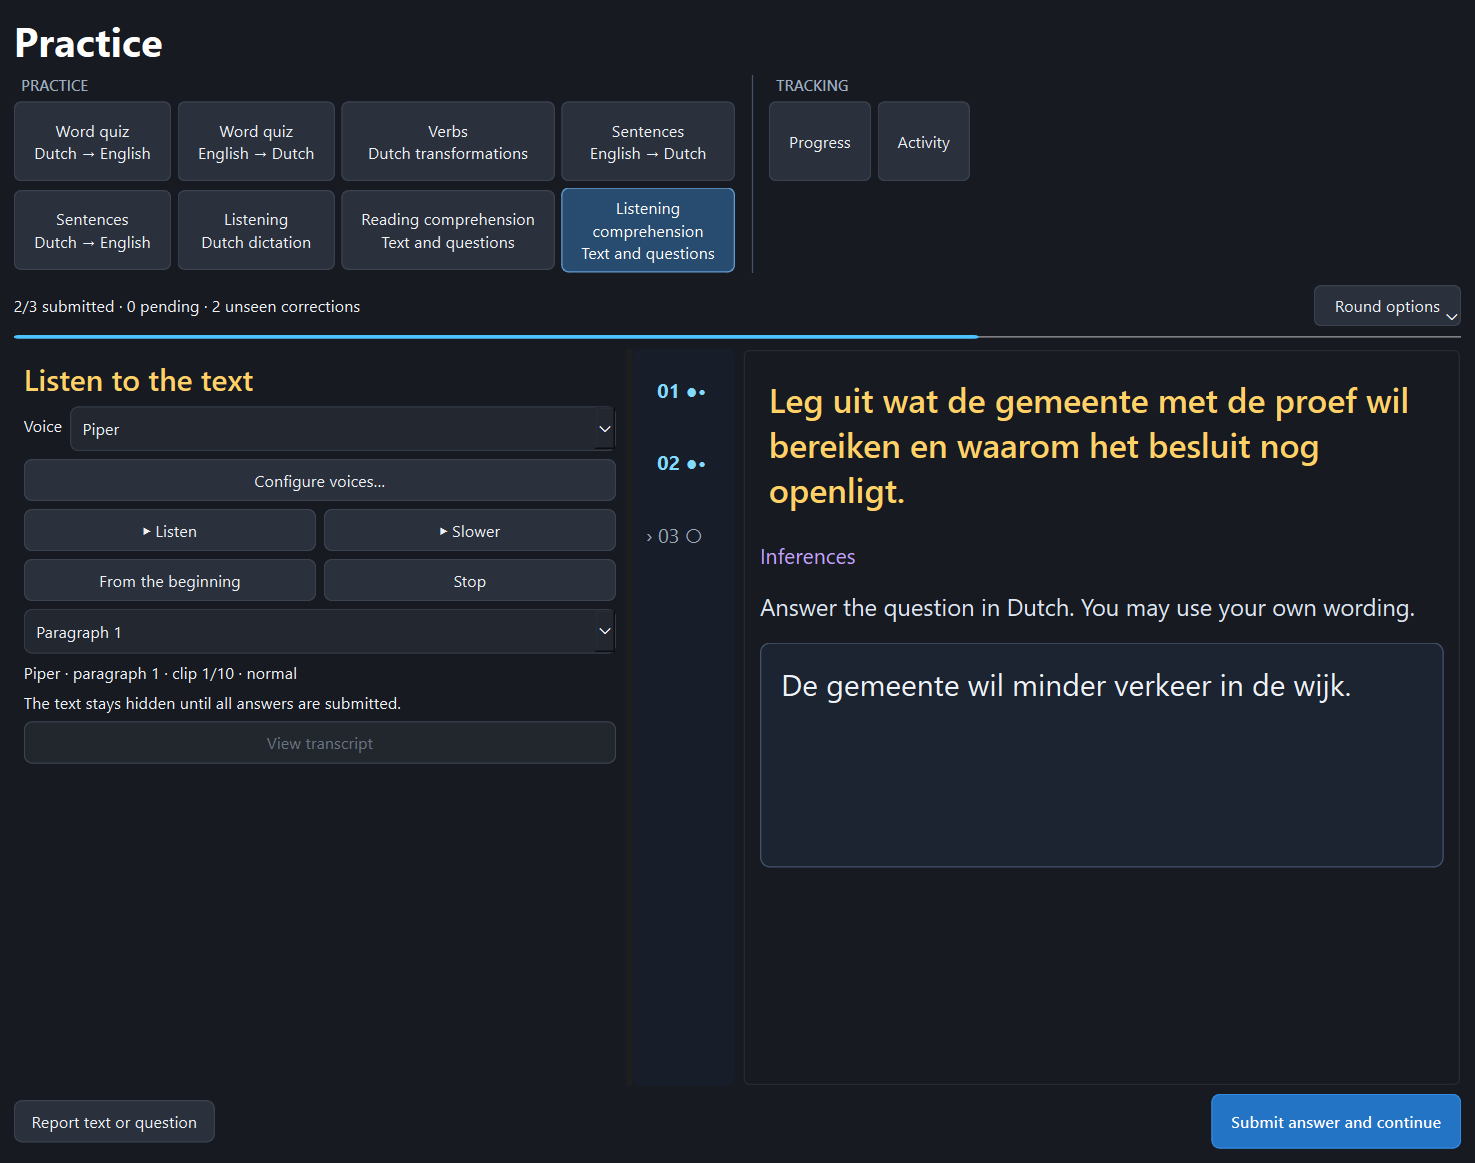 Practice
PRACTICE
TRACKING
Word quiz
Dutch → English
Word quiz
English → Dutch
Verbs
Dutch transformations
Sentences
English → Dutch
Progress
Activity
Sentences
Dutch → English
Listening
Dutch dictation
Reading comprehension
Text and questions
Listening
comprehension
Text and questions
2/3 submitted · 0 pending · 2 unseen corrections
Round options
Listen to the text
Voice
Piper
Configure voices...
▶ Listen
▶ Slower
From the beginning
Stop
Paragraph 1
Piper · paragraph 1 · clip 1/10 · normal
The text stays hidden until all answers are submitted.
View transcript
01 ●•
02 ●•
› 03 ○
Leg uit wat de gemeente met de proef wil
bereiken en waarom het besluit nog
openligt.
Inferences
Answer the question in Dutch. You may use your own wording.
De gemeente wil minder verkeer in de wijk.
Report text or question
Submit answer and continue